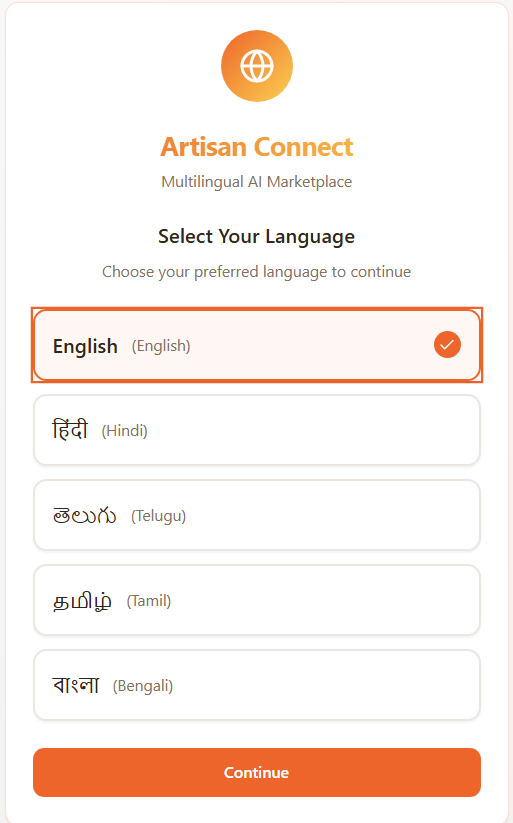 Artisan Connect
Multilingual AI Marketplace
Select Your Language
Choose your preferred language to continue
English (English)
हिंदी (Hindi)
తెలుగు (Telugu)
தமிழ் (Tamil)
বাংলা (Bengali)
Continue